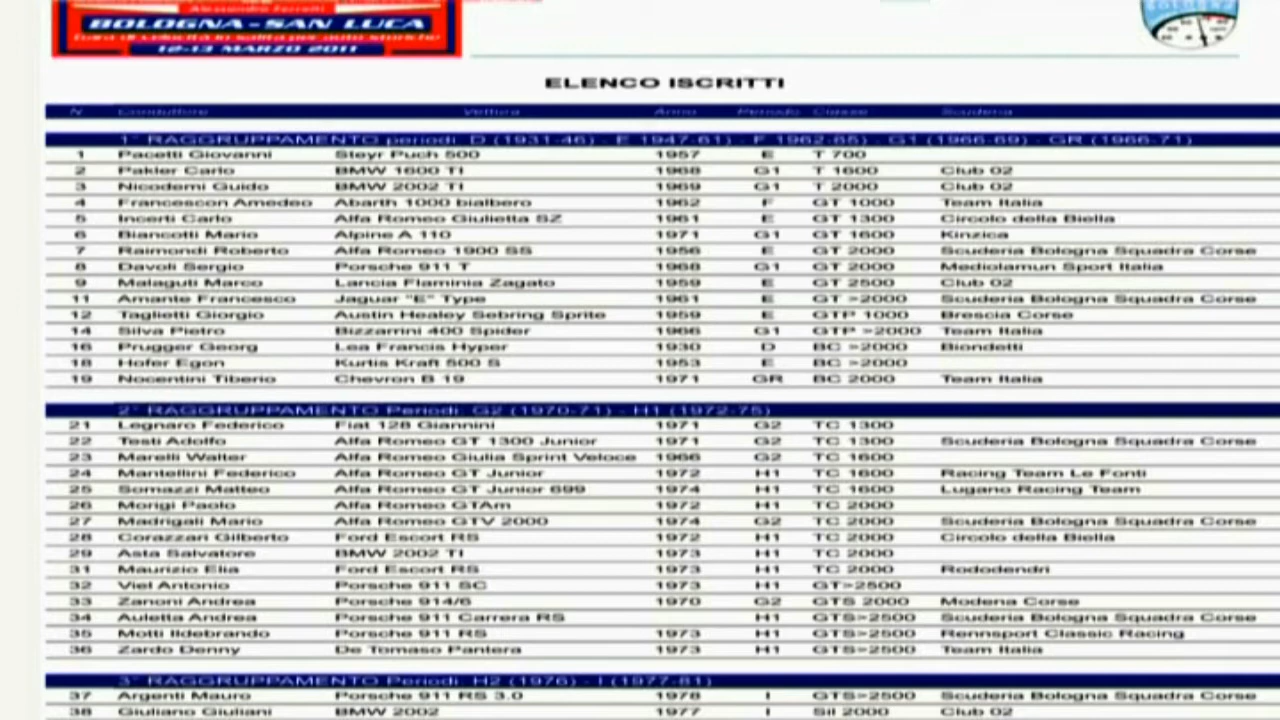 Alessandro Ferretti
BOLOGNA-SAN LUCA
Gara di velocità in salita per auto storiche
12-13 MARZO 2011
ELENCO ISCRITTI
N Conduttore Vettura Anno Periodo Classe Scuderia
1° RAGGRUPPAMENTO periodi: D (1931-46) - E 1947-61) - F 1962-65) - G1 (1966-69) - GR (1966-71)
1 Pacetti Giovanni Steyr Puch 500 1957 E T 700
2 Pakler Carlo BMW 1600 TI 1968 G1 T 1600 Club 02
3 Nicodemi Guido BMW 2002 TI 1969 G1 T 2000 Club 02
4 Francescon Amedeo Abarth 1000 bialbero 1962 F GT 1000 Team Italia
5 Incerti Carlo Alfa Romeo Giulietta SZ 1961 E GT 1300 Circolo della Biella
6 Biancotti Mario Alpine A 110 1971 G1 GT 1600 Kinzica
7 Raimondi Roberto Alfa Romeo 1900 SS 1956 E GT 2000 Scuderia Bologna Squadra Corse
8 Davoli Sergio Porsche 911 T 1968 G1 GT 2000 Mediolamun Sport Italia
9 Malaguti Marco Lancia Flaminia Zagato 1959 E GT 2500 Club 02
11 Amante Francesco Jaguar "E" Type 1961 E GT >2000 Scuderia Bologna Squadra Corse
12 Taglietti Giorgio Austin Healey Sebring Sprite 1959 E GTP 1000 Brescia Corse
14 Silva Pietro Bizzarrini 400 Spider 1966 G1 GTP >2000 Team Italia
16 Prugger Georg Lea Francis Hyper 1930 D BC >2000 Biondetti
18 Hofer Egon Kurtis Kraft 500 S 1953 E BC >2000
19 Nocentini Tiberio Chevron B 19 1971 GR BC 2000 Team Italia
2° RAGGRUPPAMENTO Periodi: G2 (1970-71) - H1 (1972-75)
21 Legnaro Federico Fiat 128 Giannini 1971 G2 TC 1300
22 Testi Adolfo Alfa Romeo GT 1300 Junior 1971 G2 TC 1300 Scuderia Bologna Squadra Corse
23 Marelli Walter Alfa Romeo Giulia Sprint Veloce 1966 G2 TC 1600
24 Mantellini Federico Alfa Romeo GT Junior 1972 H1 TC 1600 Racing Team Le Fonti
25 Somazzi Matteo Alfa Romeo GT Junior 699 1974 H1 TC 1600 Lugano Racing Team
26 Morigi Paolo Alfa Romeo GTAm 1972 H1 TC 2000
27 Madrigali Mario Alfa Romeo GTV 2000 1974 G2 TC 2000 Scuderia Bologna Squadra Corse
28 Corazzari Gilberto Ford Escort RS 1972 H1 TC 2000 Circolo della Biella
29 Asta Salvatore BMW 2002 TI 1973 H1 TC 2000
31 Maurizio Elia Ford Escort RS 1973 H1 TC 2000 Rododendri
32 Viel Antonio Porsche 911 SC 1973 H1 GT>2500
33 Zanoni Andrea Porsche 914/6 1970 G2 GTS 2000 Modena Corse
34 Auletta Andrea Porsche 911 Carrera RS H1 GTS>2500 Scuderia Bologna Squadra Corse
35 Motti Ildebrando Porsche 911 RS 1973 H1 GTS>2500 Rennsport Classic Racing
36 Zardo Denny De Tomaso Pantera 1973 H1 GTS>2500 Team Italia
3° RAGGRUPPAMENTO Periodi: H2 (1976) - I (1977-81)
37 Argenti Mauro Porsche 911 RS 3.0 1978 I GTS>2500 Scuderia Bologna Squadra Corse
38 Giuliano Giuliani BMW 2002 1977 I Sil 2000 Club 02